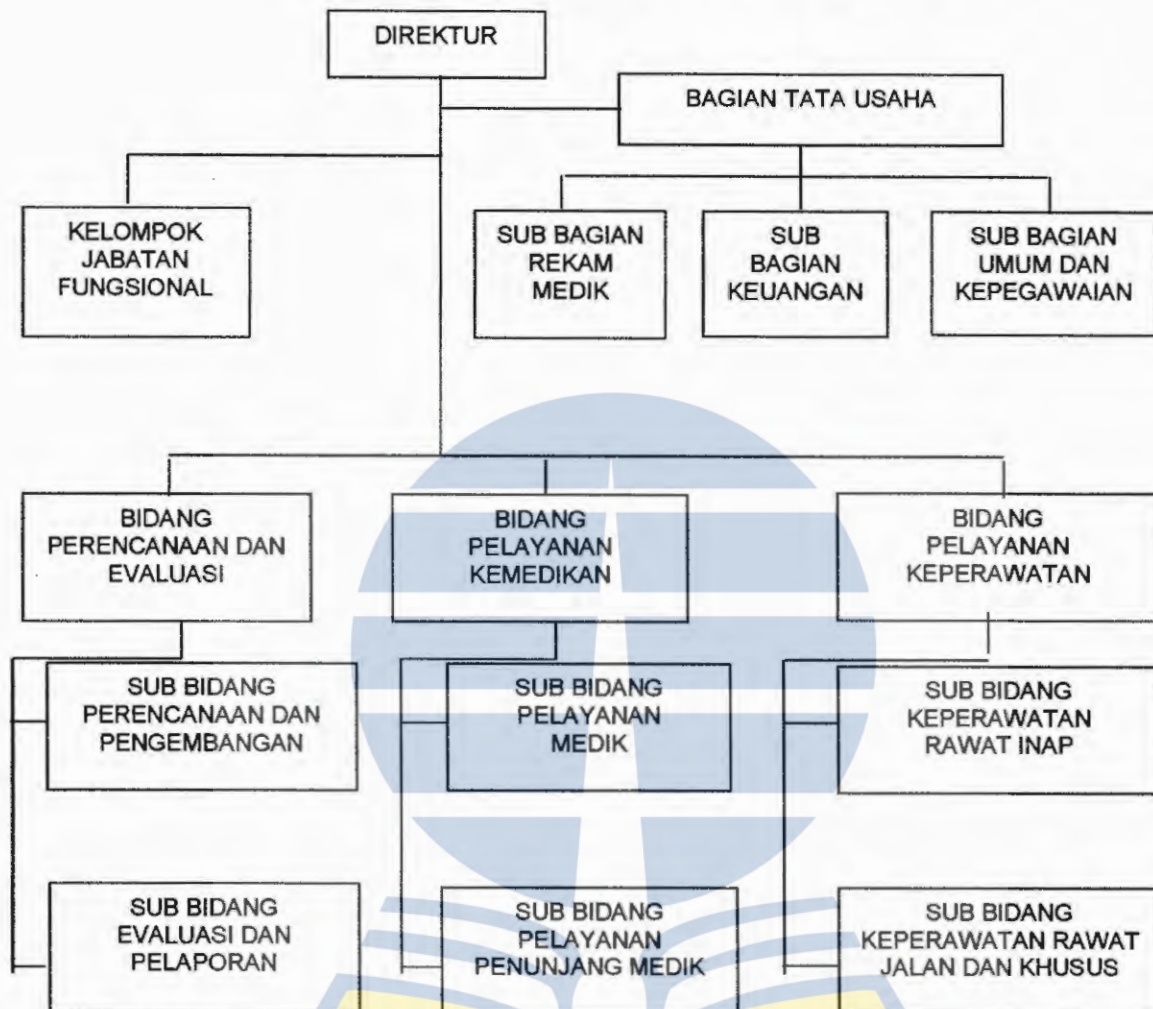 DIREKTUR
BAGIAN TATA USAHA
KELOMPOK
JABATAN
FUNGSIONAL
SUB BAGIAN
REKAM
MEDIK
SUB
BAGIAN
KEUANGAN
SUB BAGIAN
UMUM DAN
KEPEGAWAIAN
BIDANG
PERENCANAAN DAN
EVALUASI
BIDANG
PELAYANAN
KEMEDIKAN
BIDANG
PELAYANAN
KEPERAWATAN
SUB BIDANG
PERENCANAAN DAN
PENGEMBANGAN
SUB BIDANG
PELAYANAN
MEDIK
SUB BIDANG
KEPERAWATAN
RAWAT INAP
SUB BIDANG
EVALUASI DAN
PELAPORAN
SUB BIDANG
PELAYANAN
PENUNJANG MEDIK
SUB BIDANG
KEPERAWATAN RAWAT
JALAN DAN KHUSUS